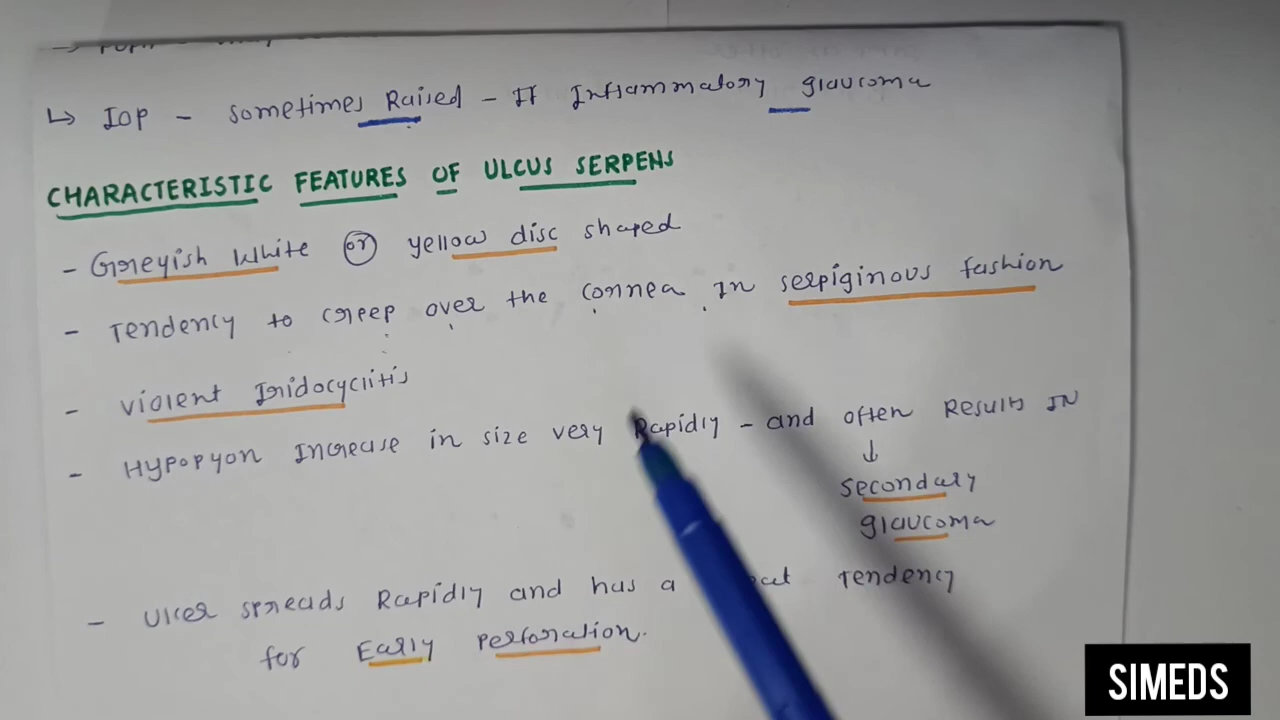 ↳ IOP - sometimes Raised - If Inflammatory glaucoma
CHARACTERISTIC FEATURES OF ULCUS SERPENS
- Greyish White or yellow disc shaped
- Tendency to creep over the cornea in serpiginous fashion
- violent Iridocyclitis
- Hypopyon Increase in size very Rapidly - and often Results IN
↓
secondary
glaucoma
- Ulcer spreads Rapidly and has a tendency
for Early Perforation.
SIMEDS